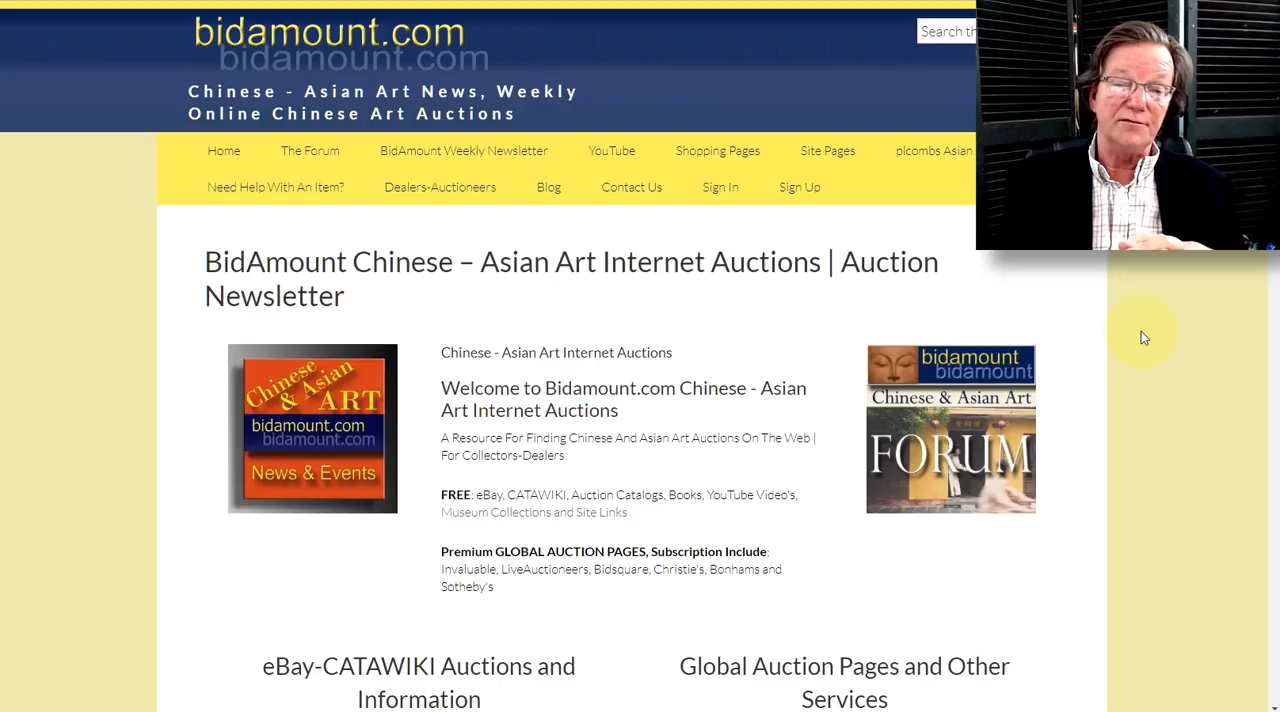 bidamount.com
bidamount.com
Chinese - Asian Art News, Weekly
Online Chinese Art Auctions
Search
Home The Forum BidAmount Weekly Newsletter YouTube Shopping Pages Site Pages plcombs Asian
Need Help With An Item? Dealers-Auctioneers Blog Contact Us Sign In Sign Up
BidAmount Chinese – Asian Art Internet Auctions | Auction
Newsletter
Chinese
& Asian
ART
bidamount.com
bidamount.com
News & Events
Chinese - Asian Art Internet Auctions
Welcome to Bidamount.com Chinese - Asian
Art Internet Auctions
A Resource For Finding Chinese And Asian Art Auctions On The Web |
For Collectors-Dealers
FREE: eBay, CATAWIKI, Auction Catalogs, Books, YouTube Video's,
Museum Collections and Site Links
Premium GLOBAL AUCTION PAGES, Subscription Include:
Invaluable, LiveAuctioneers, Bidsquare, Christie's, Bonhams and
Sotheby's
bidamount
bidamount
Chinese & Asian Art
FORUM
eBay-CATAWIKI Auctions and
Information
Global Auction Pages and Other
Services